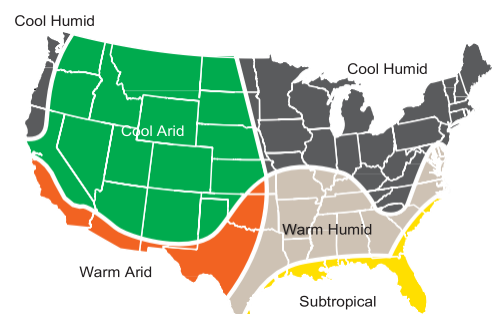 Cool Humid
Cool Humid
Cool Arid
Warm Humid
Warm Arid
Subtropical